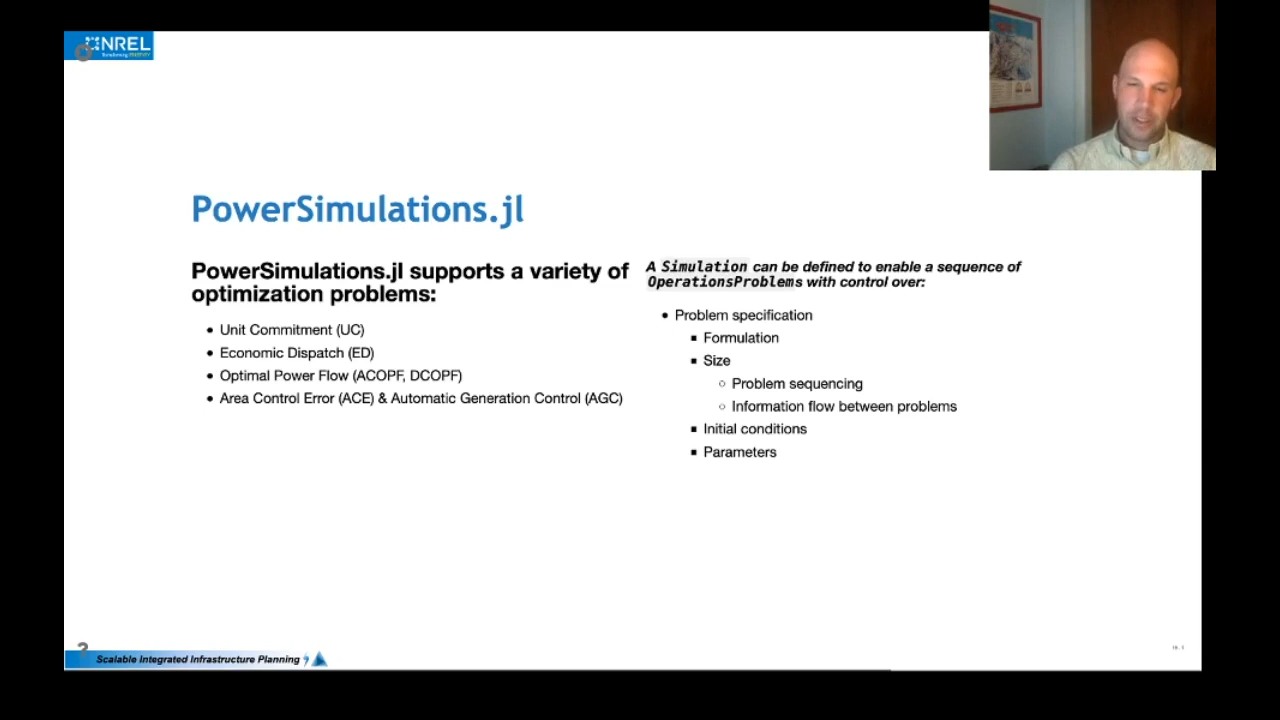 NREL
PowerSimulations.jl
PowerSimulations.jl supports a variety of
optimization problems:
• Unit Commitment (UC)
• Economic Dispatch (ED)
• Optimal Power Flow (ACOPF, DCOPF)
• Area Control Error (ACE) & Automatic Generation Control (AGC)
A Simulation can be defined to enable a sequence of
OperationsProblems with control over:
• Problem specification
▪ Formulation
▪ Size
○ Problem sequencing
○ Information flow between problems
▪ Initial conditions
▪ Parameters
?
Scalable Integrated Infrastructure Planning